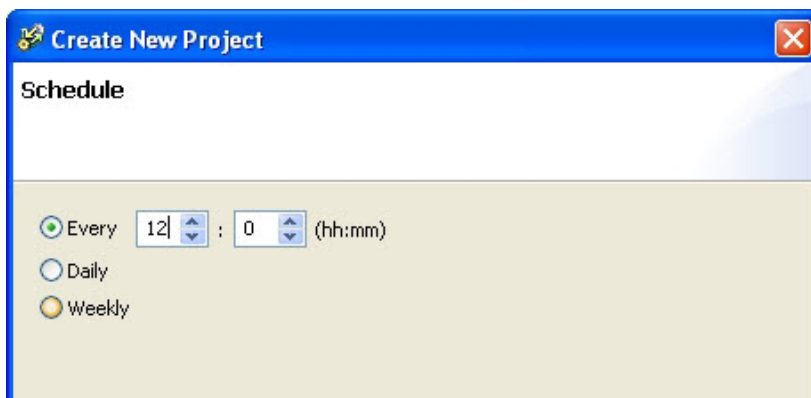 Create New Project
Schedule
Every 12 : 0 (hh:mm)
Daily
Weekly